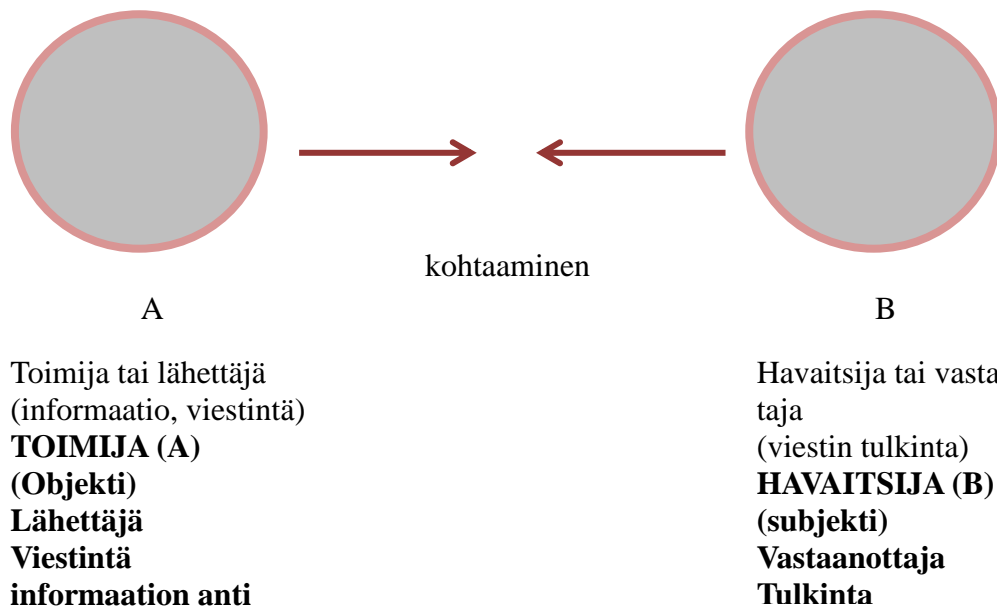 kohtaaminen
A
Toimija tai lähettäjä
(informaatio, viestintä)
TOIMIJA (A)
(Objekti)
Lähettäjä
Viestintä
informaation anti
B
Havaitsija tai vasta
taja
(viestin tulkinta)
HAVAITSIJA (B)
(subjekti)
Vastaanottaja
Tulkinta